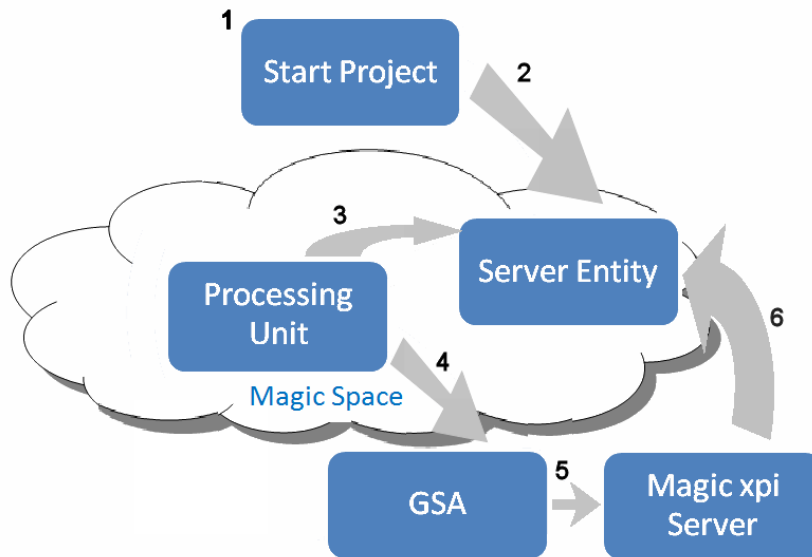 1
Start Project
2
3
Server Entity
Processing
Unit
6
4
Magic Space
GSA
5
Magic xpi
Server